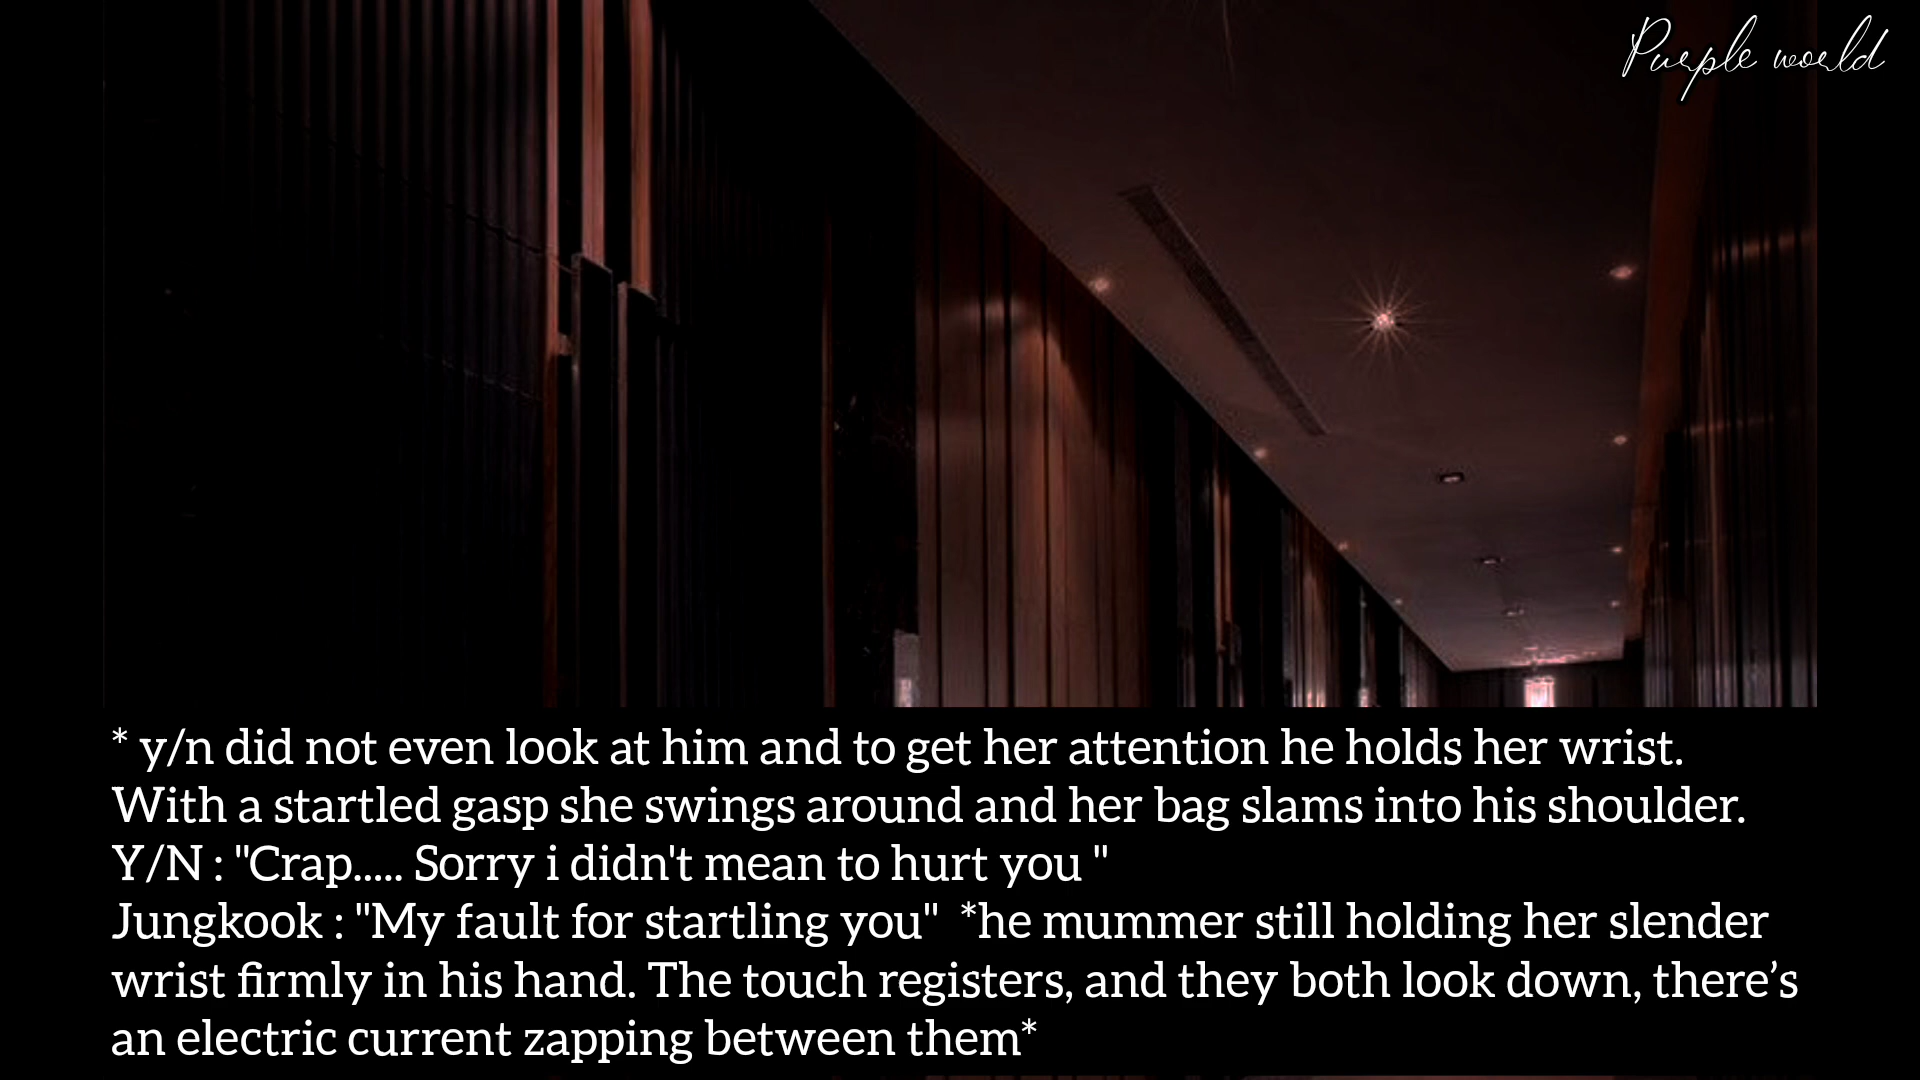 Purple world
* y/n did not even look at him and to get her attention he holds her wrist.
With a startled gasp she swings around and her bag slams into his shoulder.
Y/N : "Crap..... Sorry i didn't mean to hurt you "
Jungkook : "My fault for startling you"  *he mummer still holding her slender
wrist firmly in his hand. The touch registers, and they both look down, there’s
an electric current zapping between them*